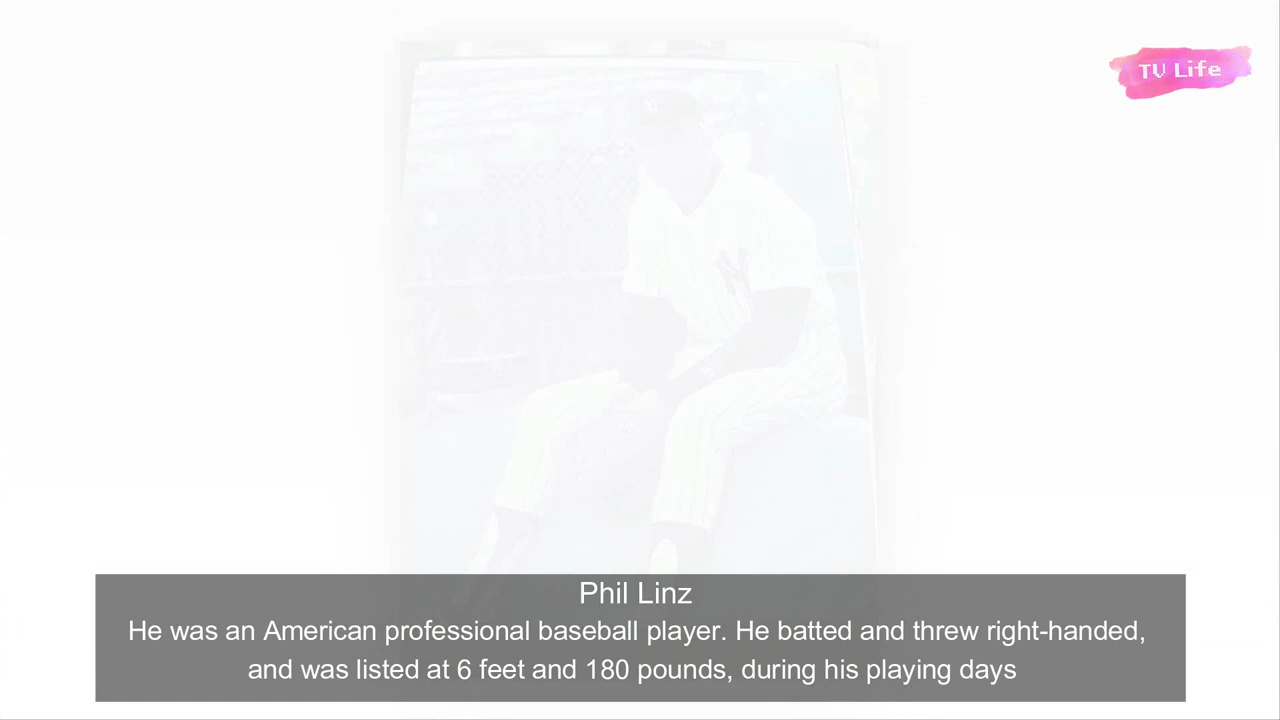 TV Life
Phil Linz
He was an American professional baseball player. He batted and threw right-handed,
and was listed at 6 feet and 180 pounds, during his playing days